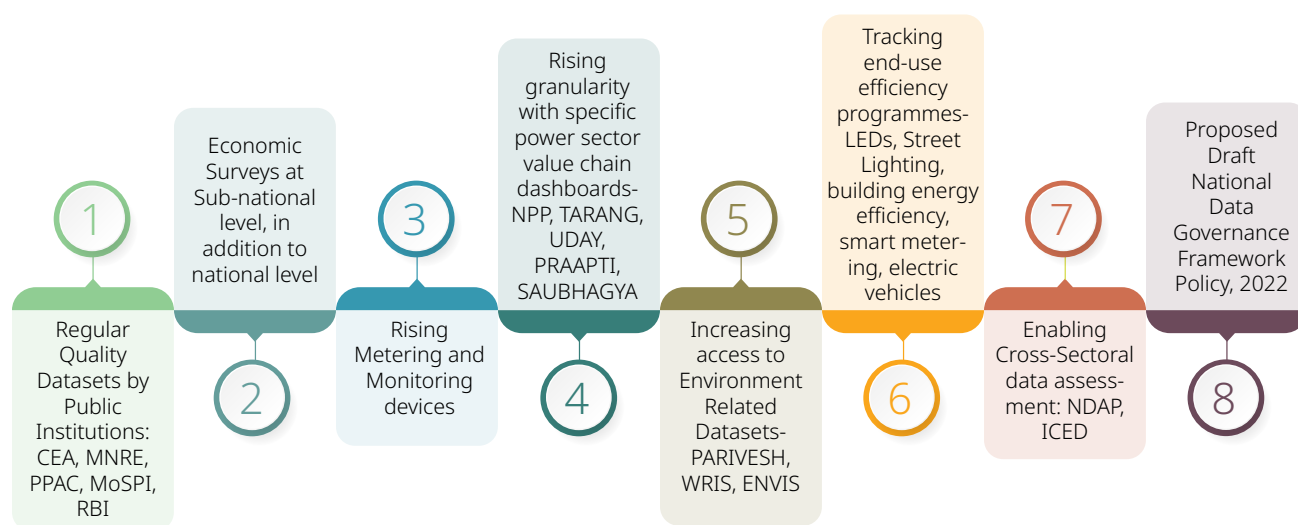 1
Regular
Quality
Datasets by
Public
Institutions:
CEA, MNRE,
PPAC, MoSPI,
RBI
Economic
Surveys at
Sub-national
level, in
addition to
national level
2
3
Rising
Metering and
Monitoring
devices
Rising
granularity
with specific
power sector
value chain
dashboards-
NPP, TARANG,
UDAY,
PRAAPTI,
SAUBHAGYA
4
5
Increasing
access to
Environment
Related
Datasets-
PARIVESH,
WRIS, ENVIS
Tracking
end-use
efficiency
programmes-
LEDs, Street
Lighting,
building energy
efficiency,
smart meter-
ing, electric
vehicles
6
7
Enabling
Cross-Sectoral
data assess-
ment: NDAP,
ICED
Proposed
Draft
National
Data
Governance
Framework
Policy, 2022
8